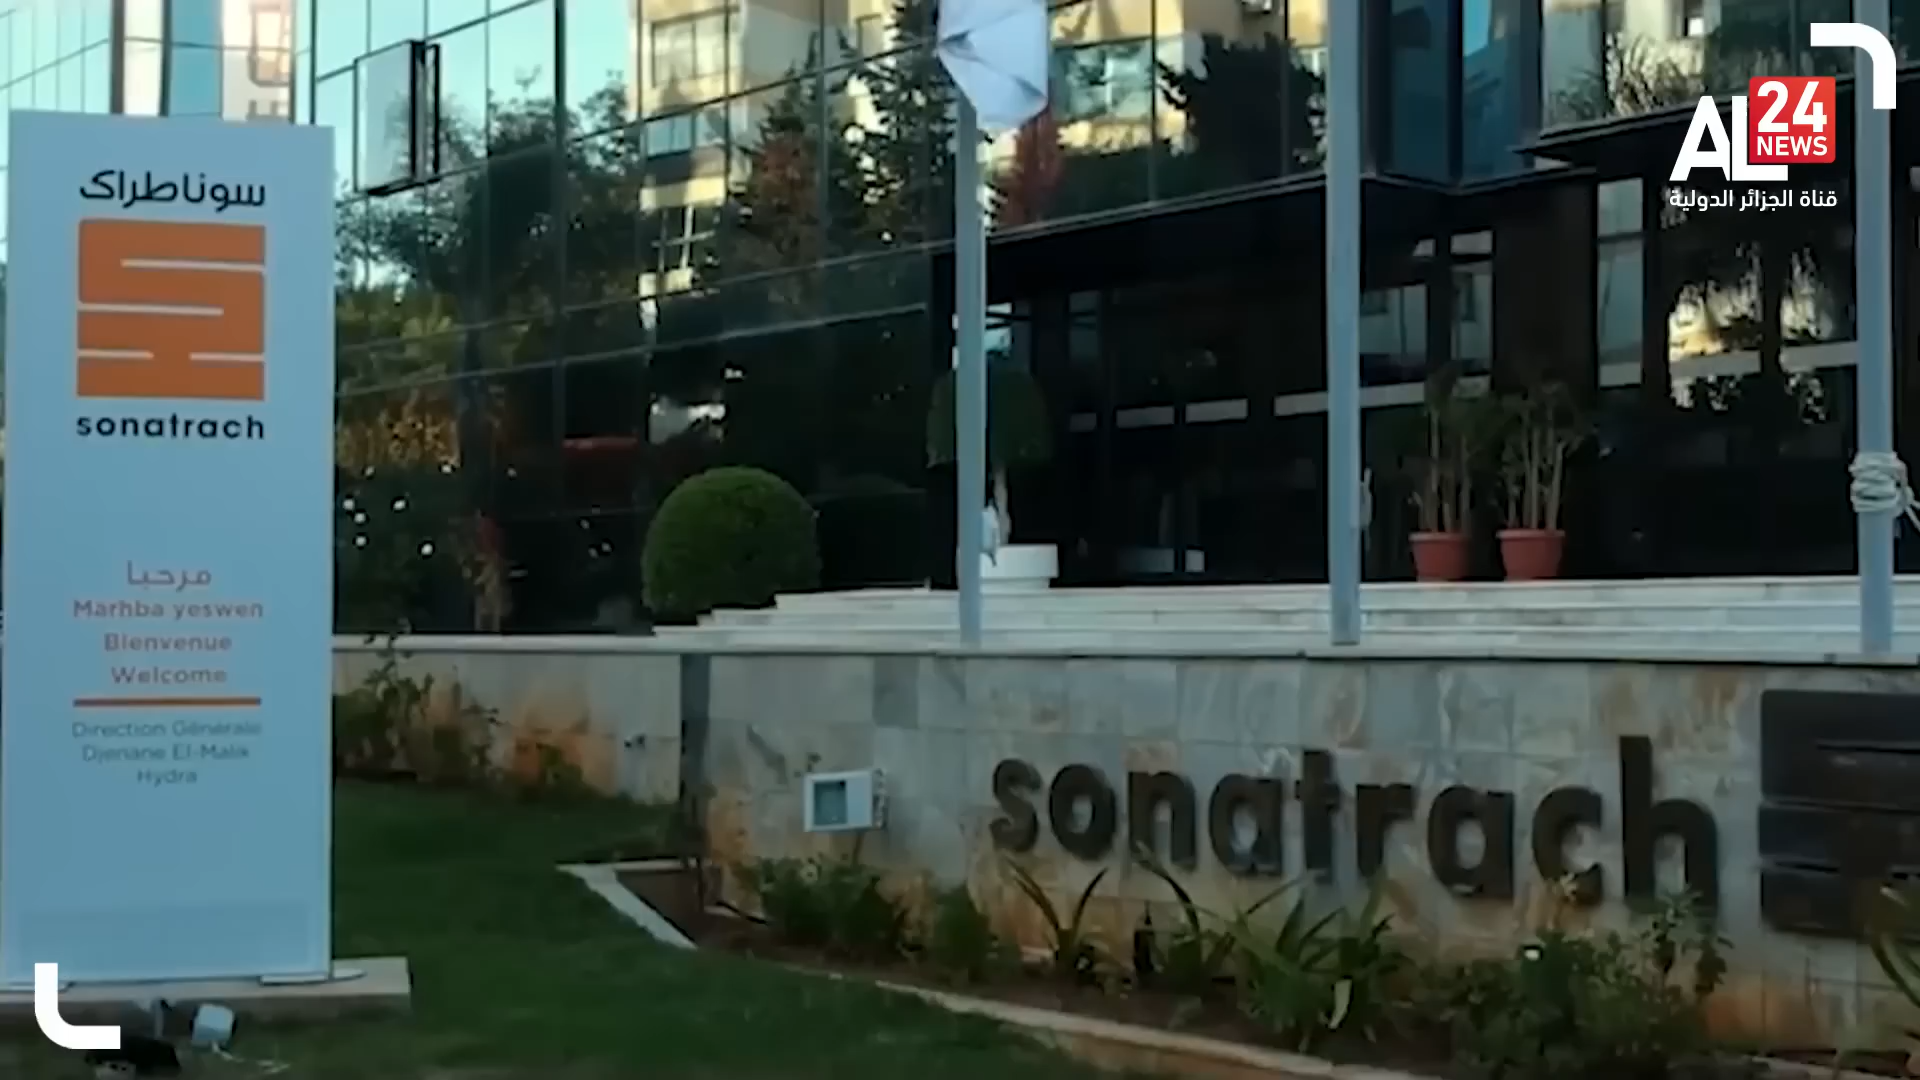 سوناطراك
sonatrach
مرحبا
Marhba yeswen
Bienvenue
Welcome
Direction Générale
Djenane El-Malik
Hydra
AL
24
NEWS
قناة الجزائر الدولية
sonatrach